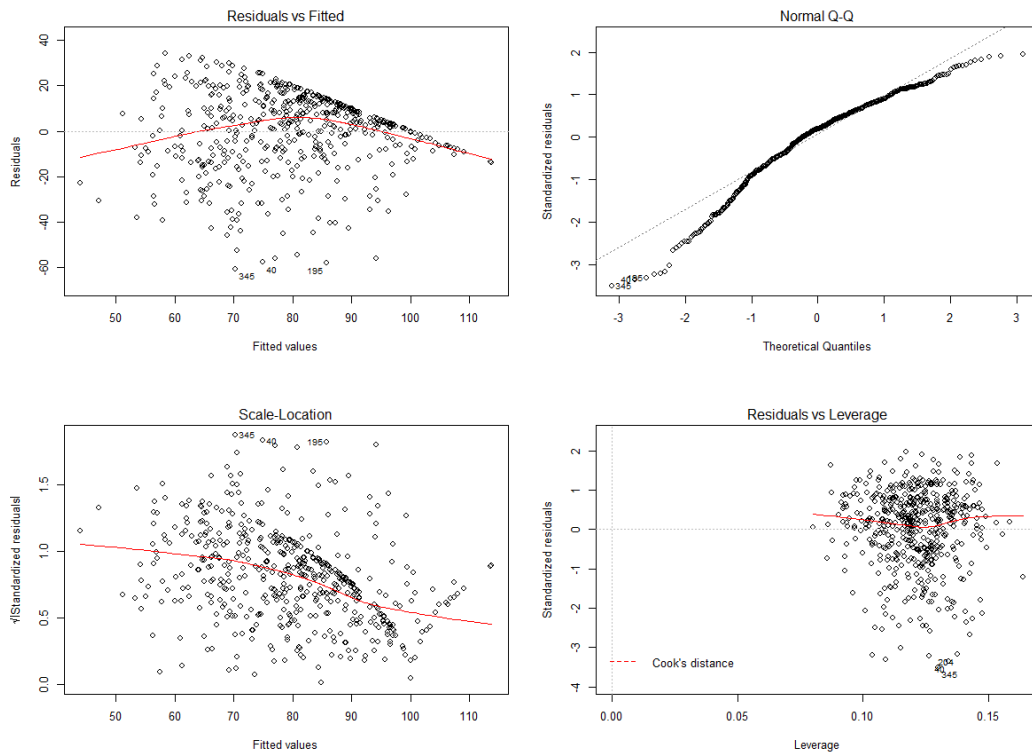 Residuals vs Fitted
Residuals
40
20
0
-20
-60
345
40
195
50 60 70 80 90 100 110
Fitted values
Normal Q-Q
Standardized residuals
2
1
0
-1
-2
-3
345
-3 -2 -1 0 1 2 3
Theoretical Quantiles
Scale-Location
√|Standardized residuals|
1.5
1.0
0.5
0.0
345
40
195
50 60 70 80 90 100 110
Fitted values
Residuals vs Leverage
Standardized residuals
2
1
0
-1
-2
-3
-4
Cook's distance
204
345
0.00 0.05 0.10 0.15
Leverage